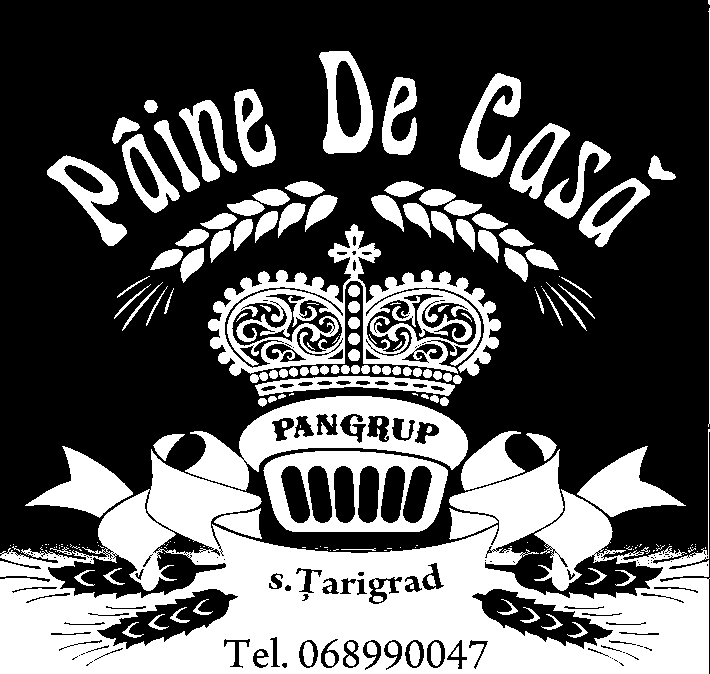 Pâine De Casă
PANGRUP
s.Țarigrad
Tel. 068990047